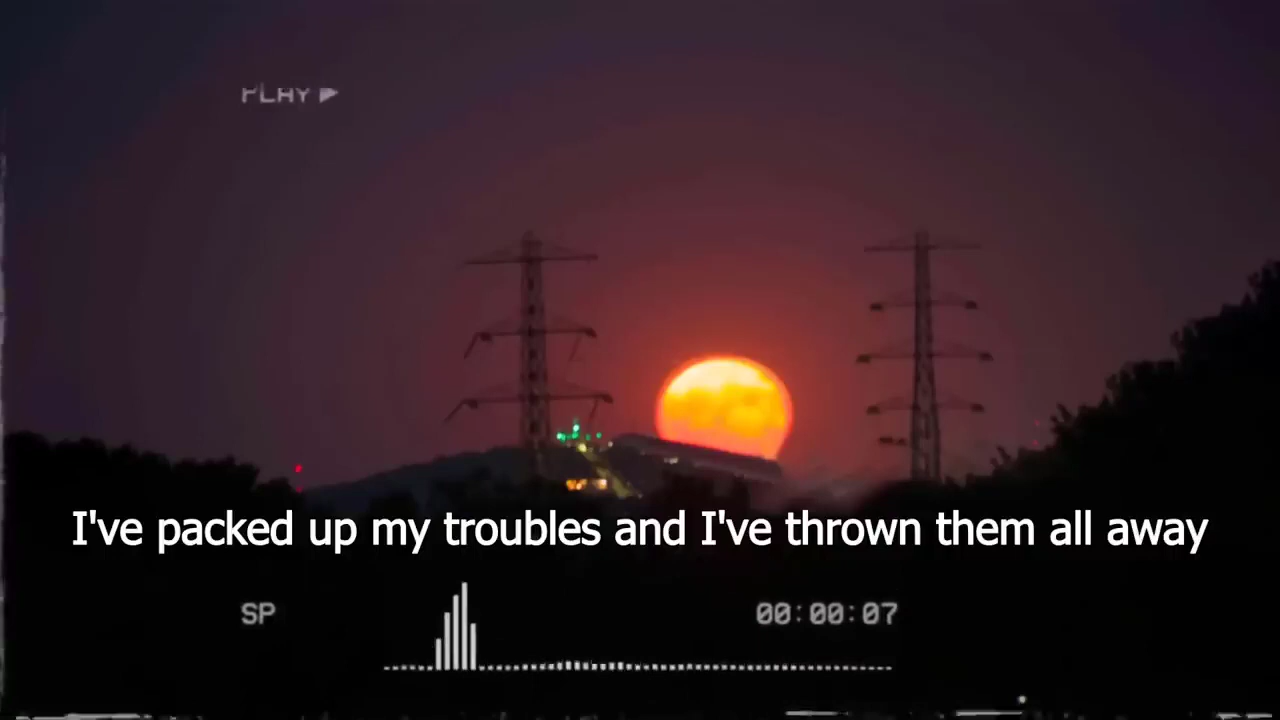 PLAY
I've packed up my troubles and I've thrown them all away
SP 00:00:07